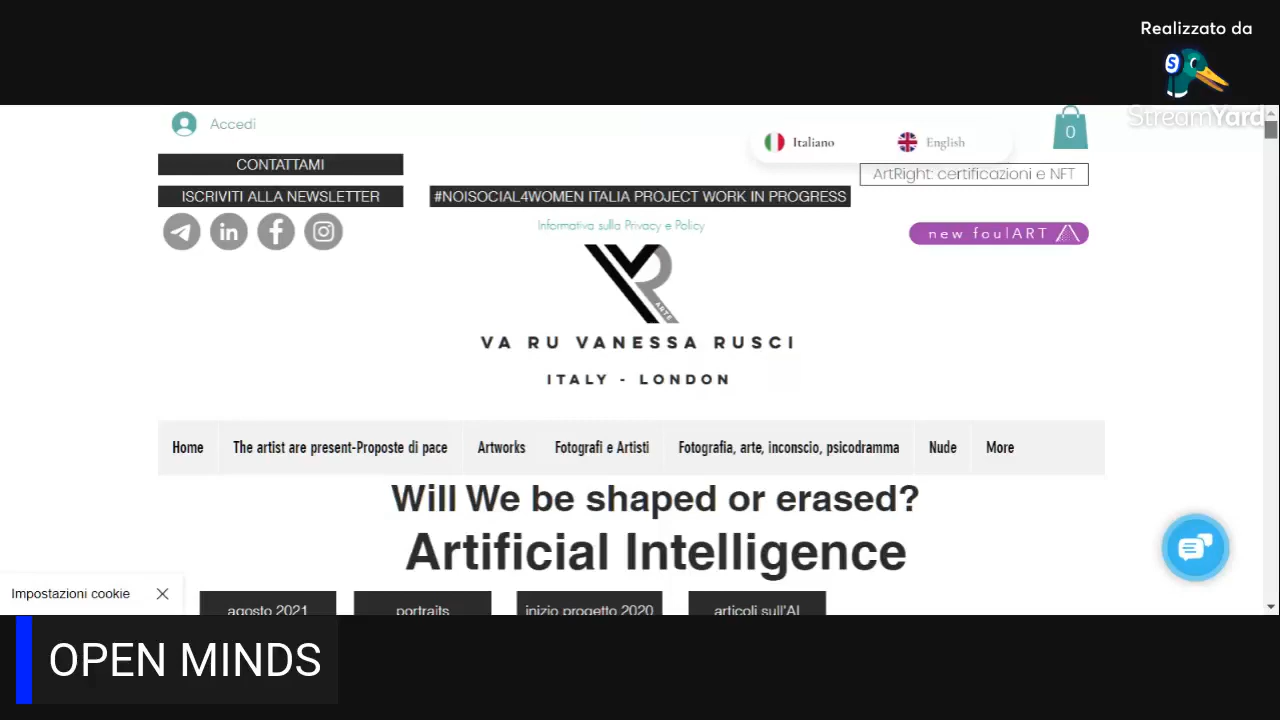 Realizzato da
StreamYard
Accedi
0
Italiano
English
CONTATTAMI
ArtRight: certificazioni e NFT
ISCRIVITI ALLA NEWSLETTER
#NOISOCIAL4WOMEN ITALIA PROJECT WORK IN PROGRESS
Informativa sulla Privacy e Policy
new foulART
ARTE
VA RU VANESSA RUSCI
ITALY - LONDON
Home
The artist are present-Proposte di pace
Artworks
Fotografi e Artisti
Fotografia, arte, inconscio, psicodramma
Nude
More
Will We be shaped or erased?
Artificial Intelligence
Impostazioni cookie
agosto 2021
portraits
inizio progetto 2020
articoli sull'AI
OPEN MINDS